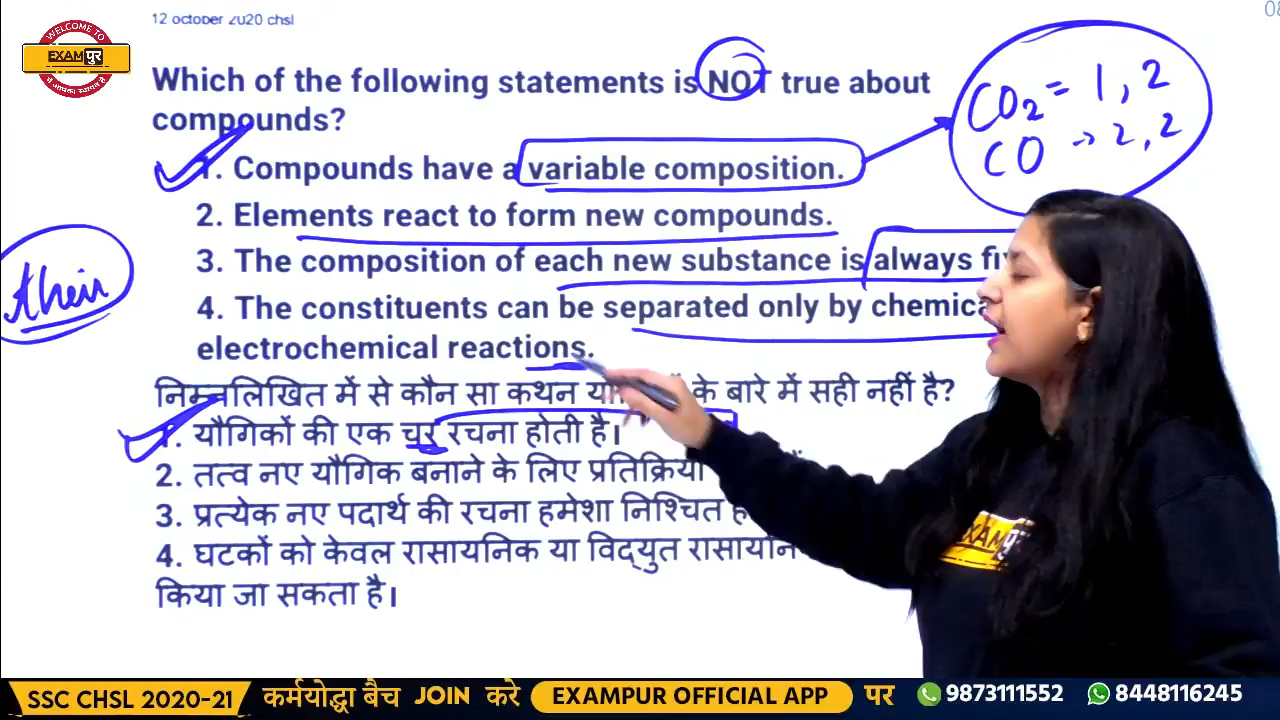 12 october 2020 chsl
08
WELCOME TO
EXAMपुर
Which of the following statements is NOT true about
compounds?
1. Compounds have a variable composition.
2. Elements react to form new compounds.
3. The composition of each new substance is always
4. The constituents can be separated only by
electrochemical reactions.
CO2 = 1, 2
CO → 2, 2
their
निम्नलिखित में से कौन सा कथन के बारे में सही नहीं है?
1. यौगिकों की एक चर रचना होती है।
2. तत्व नए यौगिक बनाने के लिए प्रतिक्रिया
3. प्रत्येक नए पदार्थ की रचना हमेशा निश्चित
4. घटकों को केवल रासायनिक या विद्युत
किया जा सकता है।
EXAMपुर
SSC CHSL 2020-21 कर्मयोद्धा बैच JOIN करे EXAMPUR OFFICIAL APP पर 9873111552 8448116245